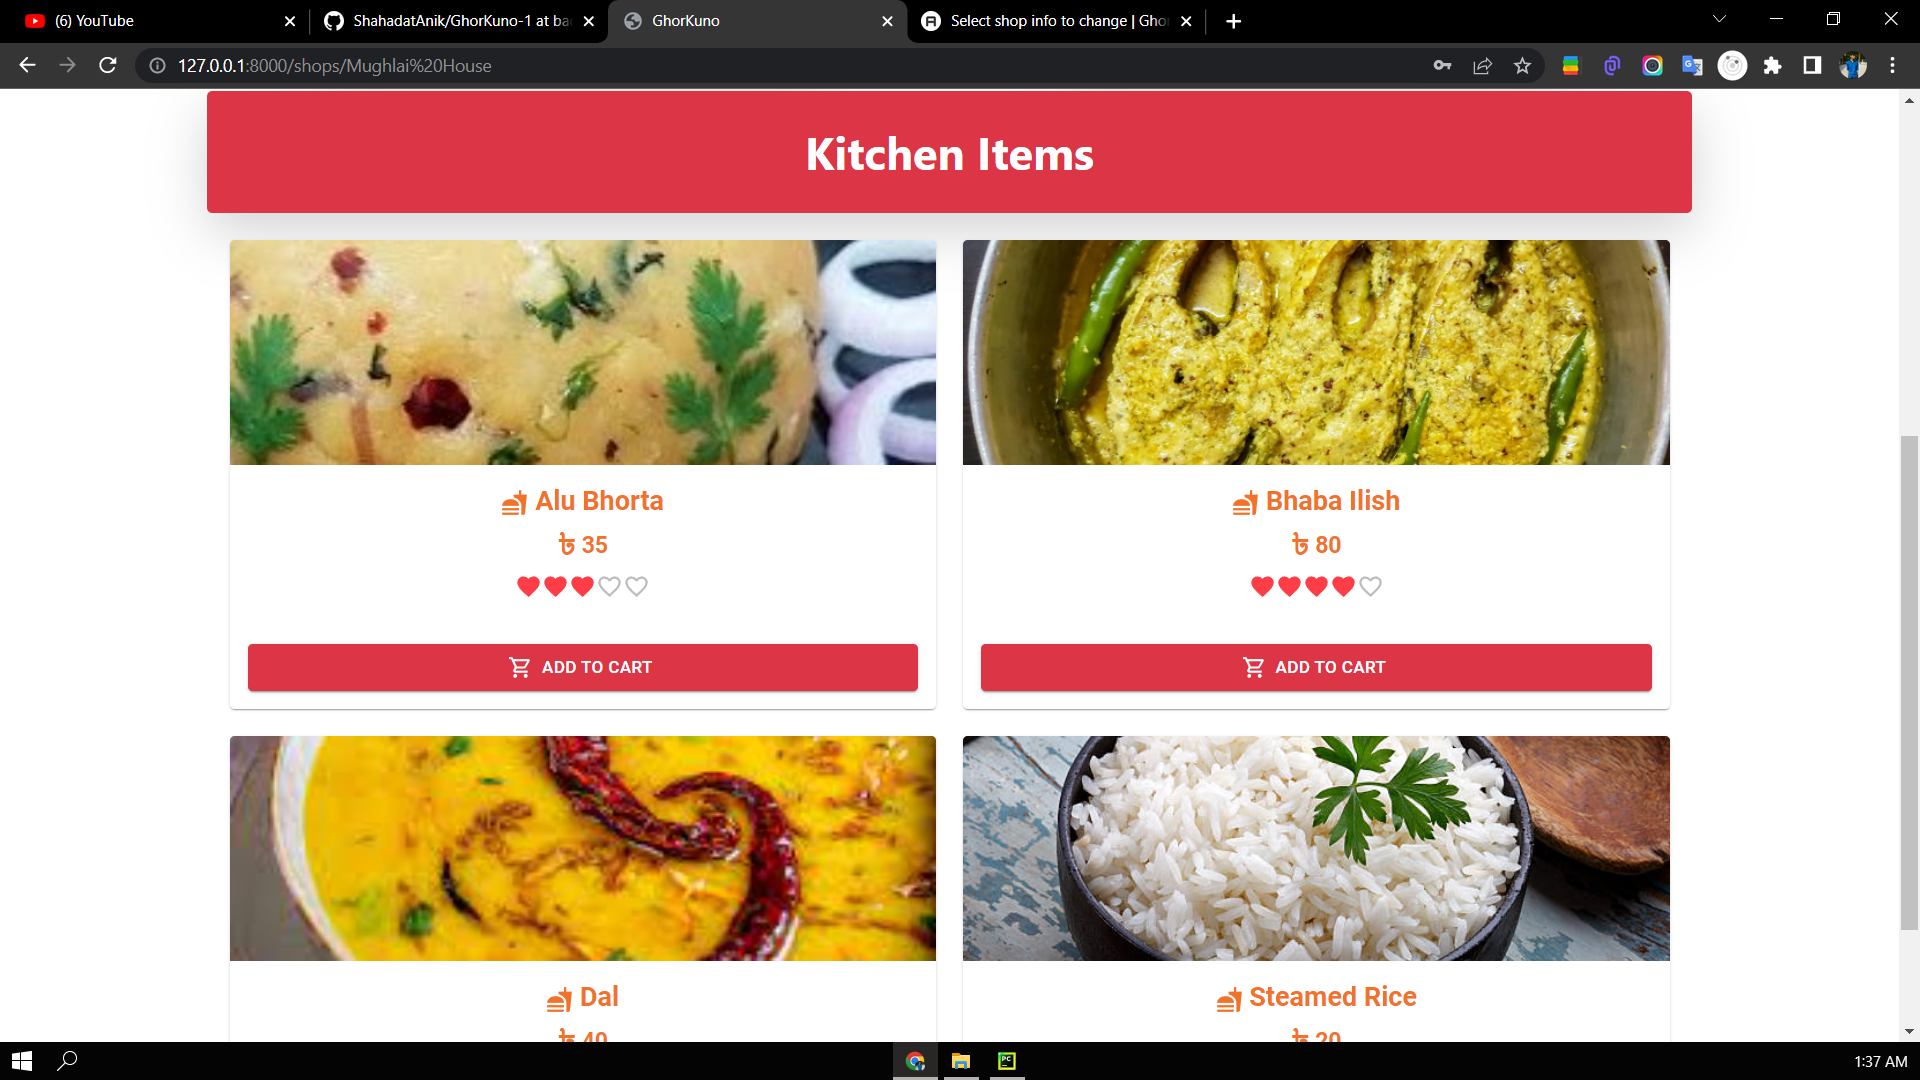 (6) YouTube
ShahadatAnik/GhorKuno-1 at ba
GhorKuno
Select shop info to change | Gho
127.0.0.1:8000/shops/Mughlai%20House
Kitchen Items
Alu Bhorta
৳ 35
ADD TO CART
Bhaba Ilish
৳ 80
ADD TO CART
Dal
৳ 40
Steamed Rice
৳ 20
PC
1:37 AM